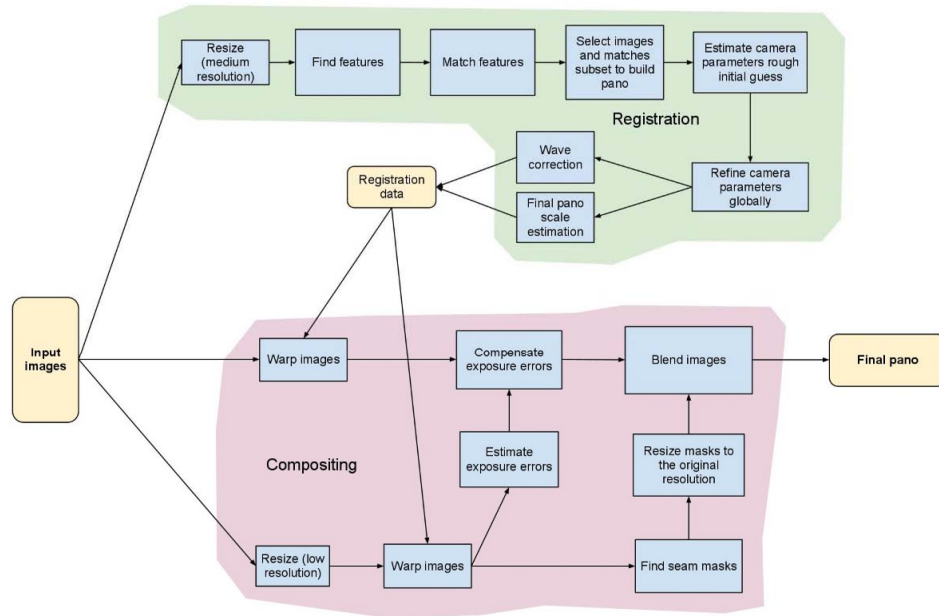 Resize
(medium
resolution)
Find features
Match features
Select images
and matches
subset to build
pano
Estimate camera
parameters rough
initial guess
Registration
Wave
correction
Refine camera
parameters
globally
Registration
data
Final pano
scale
estimation
Input
images
Warp images
Compensate
exposure errors
Blend images
Final pano
Compositing
Estimate
exposure errors
Resize masks to
the original
resolution
Resize (low
resolution)
Warp images
Find seam masks